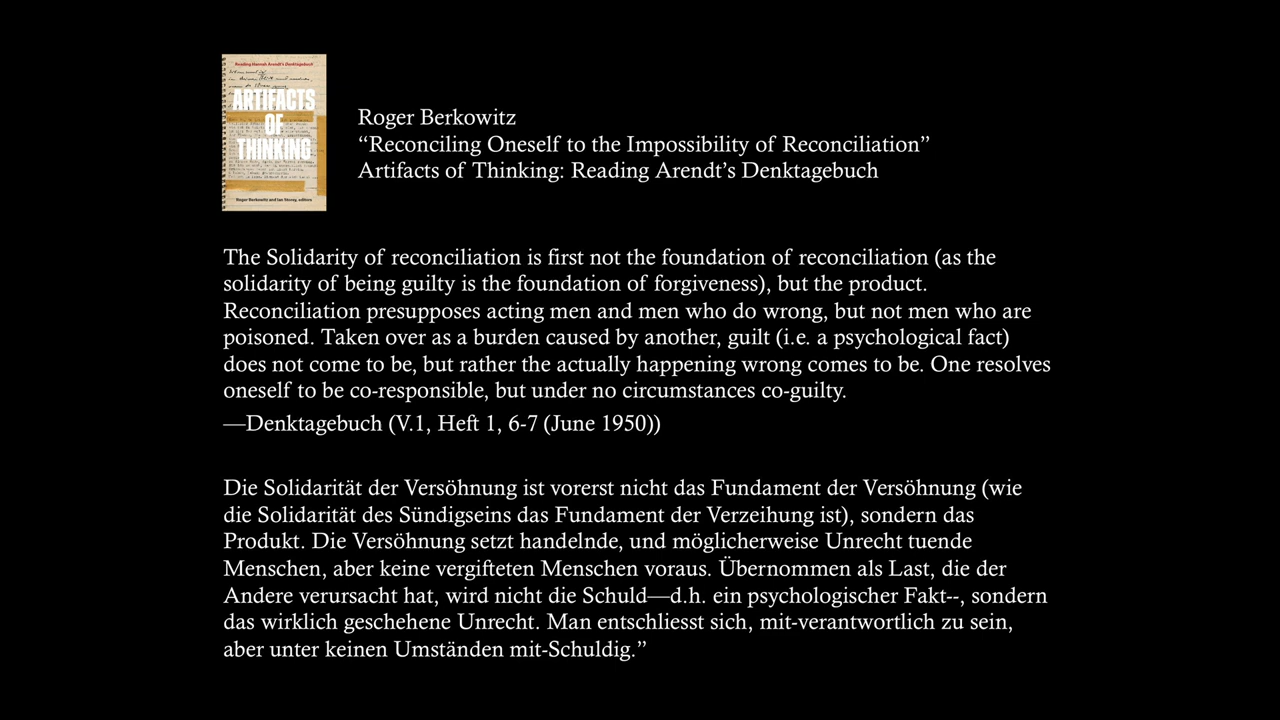 Reading Hannah Arendt's Denktagebuch
ARTIFACTS
OF
THINKING
Roger Berkowitz and Ian Storey, editors
Roger Berkowitz
“Reconciling Oneself to the Impossibility of Reconciliation”
Artifacts of Thinking: Reading Arendt’s Denktagebuch
The Solidarity of reconciliation is first not the foundation of reconciliation (as the
solidarity of being guilty is the foundation of forgiveness), but the product.
Reconciliation presupposes acting men and men who do wrong, but not men who are
poisoned. Taken over as a burden caused by another, guilt (i.e. a psychological fact)
does not come to be, but rather the actually happening wrong comes to be. One resolves
oneself to be co-responsible, but under no circumstances co-guilty.
—Denktagebuch (V.1, Heft 1, 6-7 (June 1950))
Die Solidarität der Versöhnung ist vorerst nicht das Fundament der Versöhnung (wie
die Solidarität des Sündigseins das Fundament der Verzeihung ist), sondern das
Produkt. Die Versöhnung setzt handelnde, und möglicherweise Unrecht tuende
Menschen, aber keine vergifteten Menschen voraus. Übernommen als Last, die der
Andere verursacht hat, wird nicht die Schuld—d.h. ein psychologischer Fakt--, sondern
das wirklich geschehene Unrecht. Man entschliesst sich, mit-verantwortlich zu sein,
aber unter keinen Umständen mit-Schuldig.”